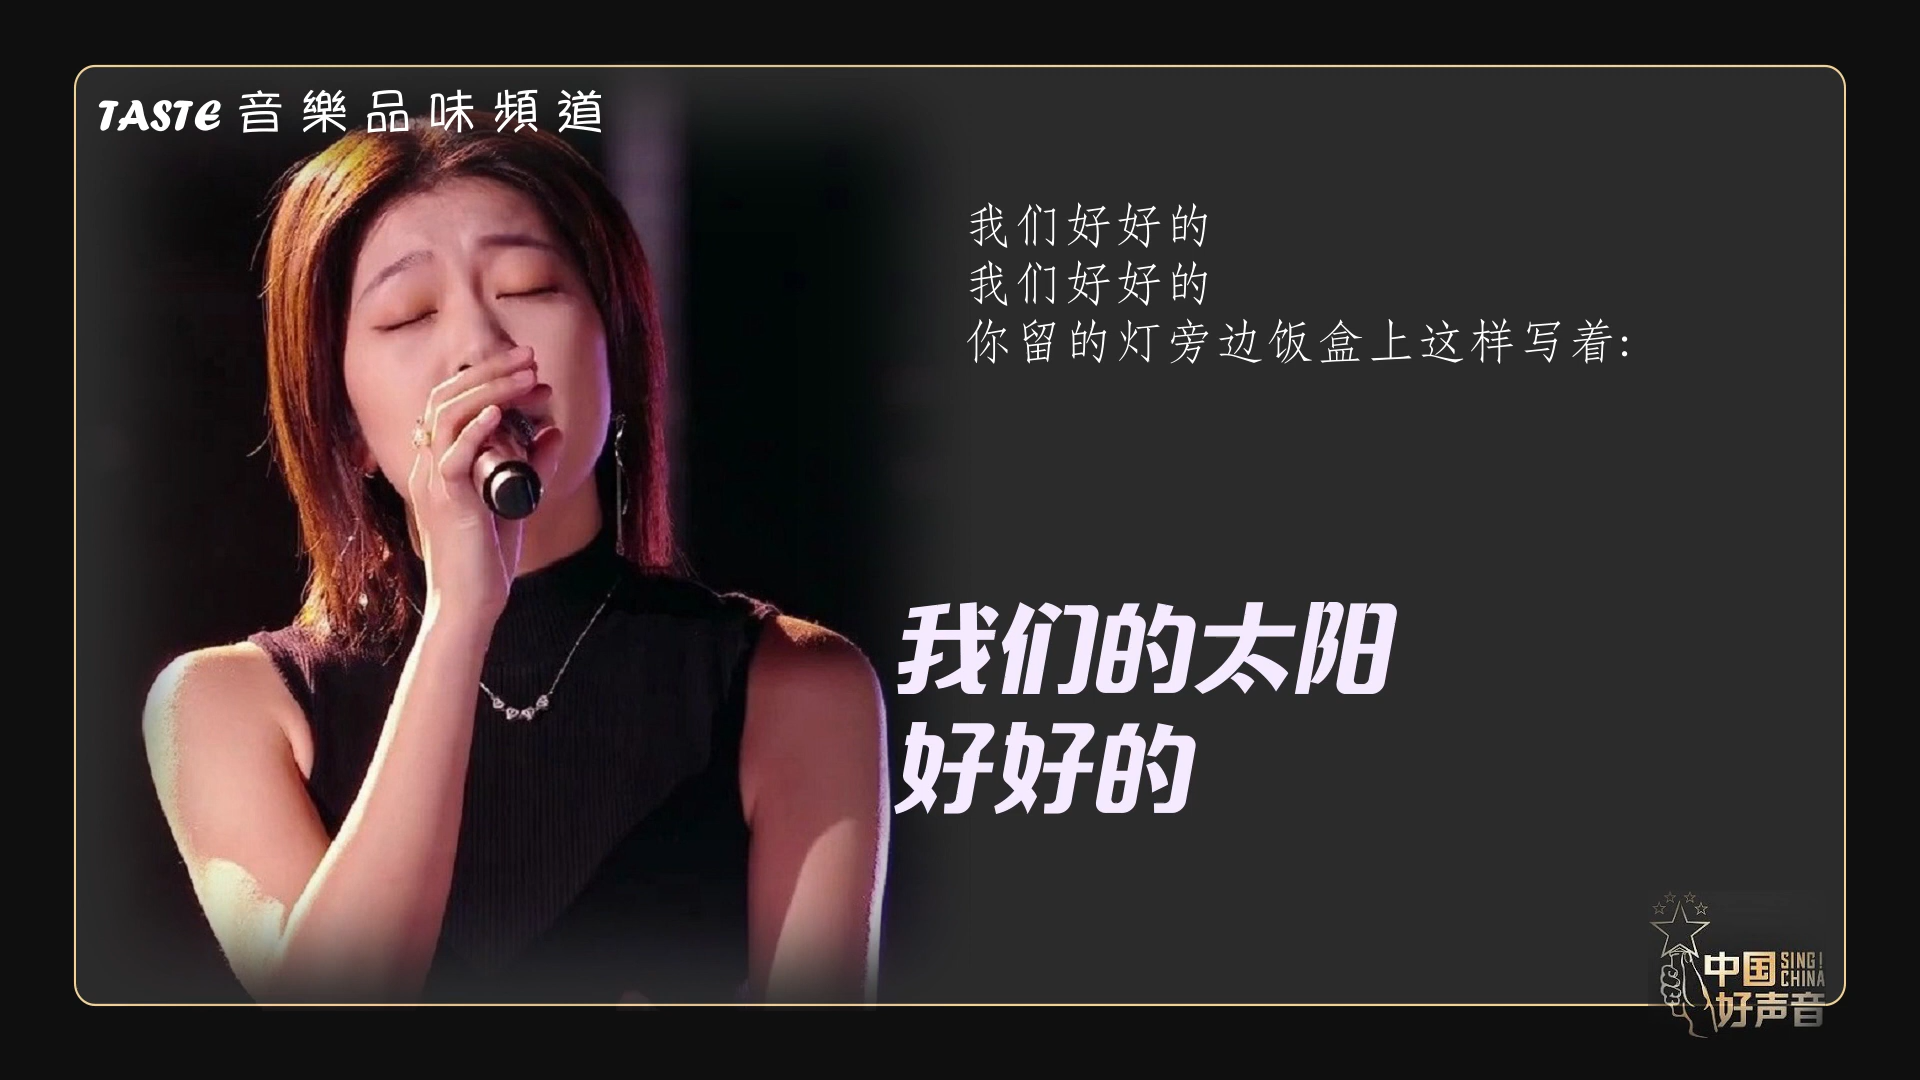 TASTE 音樂品味頻道
我们好好的
我们好好的
你留的灯旁边饭盒上这样写着:
我们的太阳
好好的
中国好声音
SING!
CHINA